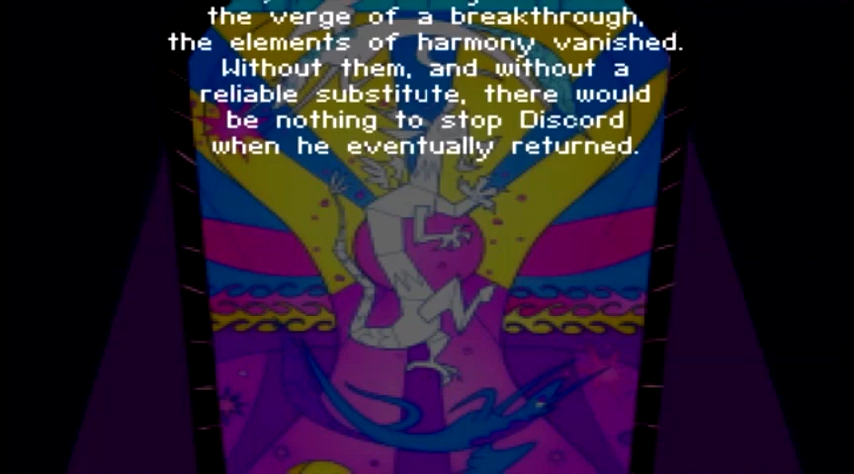 the verge of a breakthrough,
the elements of harmony vanished.
Without them, and without a
reliable substitute, there would
be nothing to stop Discord
when he eventually returned.